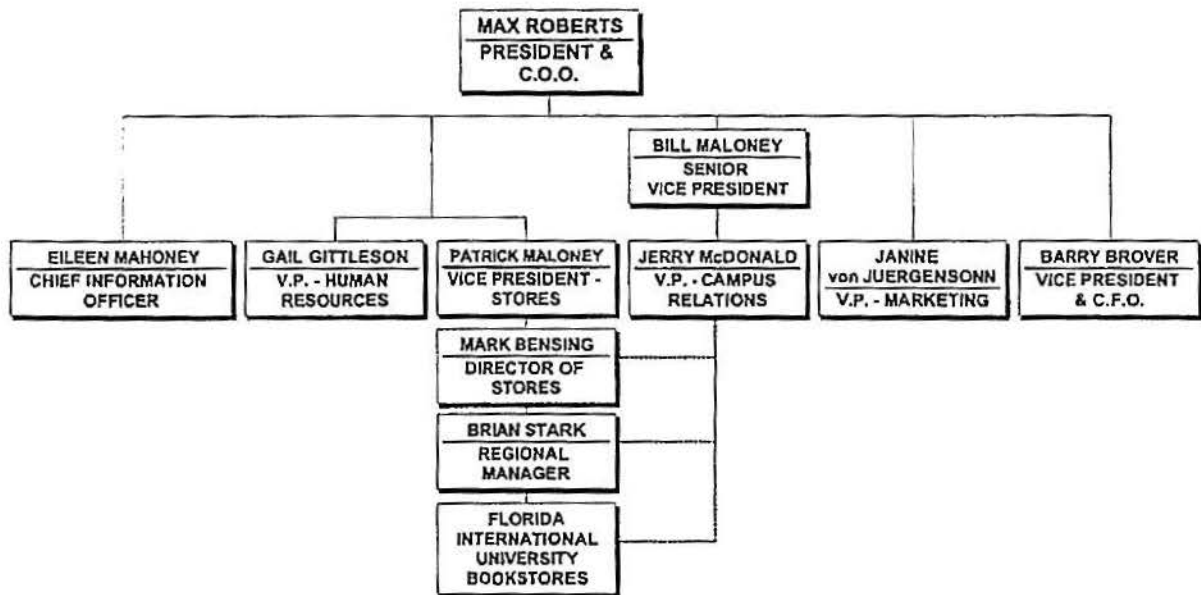 MAX ROBERTS
PRESIDENT &
C.O.O.
BILL MALONEY
SENIOR
VICE PRESIDENT
EILEEN MAHONEY
CHIEF INFORMATION
OFFICER
GAIL GITTLESON
V.P. - HUMAN
RESOURCES
PATRICK MALONEY
VICE PRESIDENT -
STORES
JERRY McDONALD
V.P. - CAMPUS
RELATIONS
JANINE
von JUERGENSONN
V.P. - MARKETING
BARRY BROVER
VICE PRESIDENT
& C.F.O.
MARK BENSING
DIRECTOR OF
STORES
BRIAN STARK
REGIONAL
MANAGER
FLORIDA
INTERNATIONAL
UNIVERSITY
BOOKSTORES